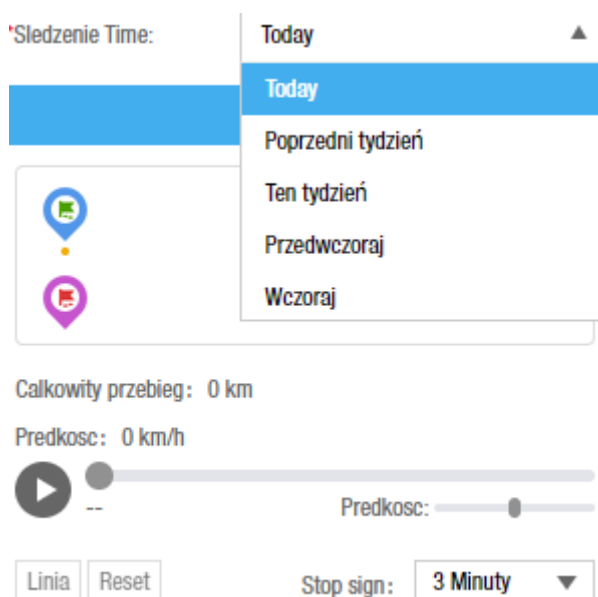 *Sledzenie Time: Today
Today
Poprzedni tydzień
Ten tydzień
Przedwczoraj
Wczoraj
Calkowity przebieg: 0 km
Predkosc: 0 km/h
-- Predkosc:
Linia Reset Stop sign: 3 Minuty